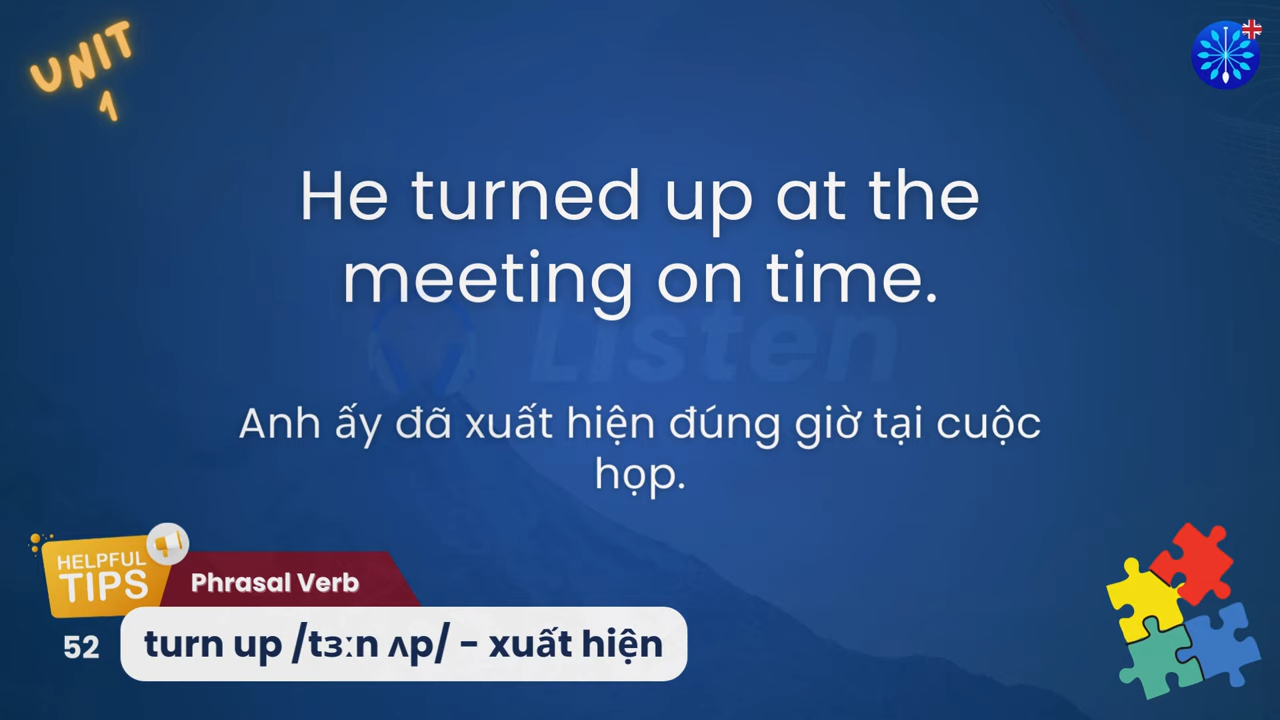 UNIT
1
He turned up at the
meeting on time.
Listen
Anh ấy đã xuất hiện đúng giờ tại cuộc
họp.
HELPFUL
TIPS
Phrasal Verb
52
turn up /tɜːn ʌp/ - xuất hiện